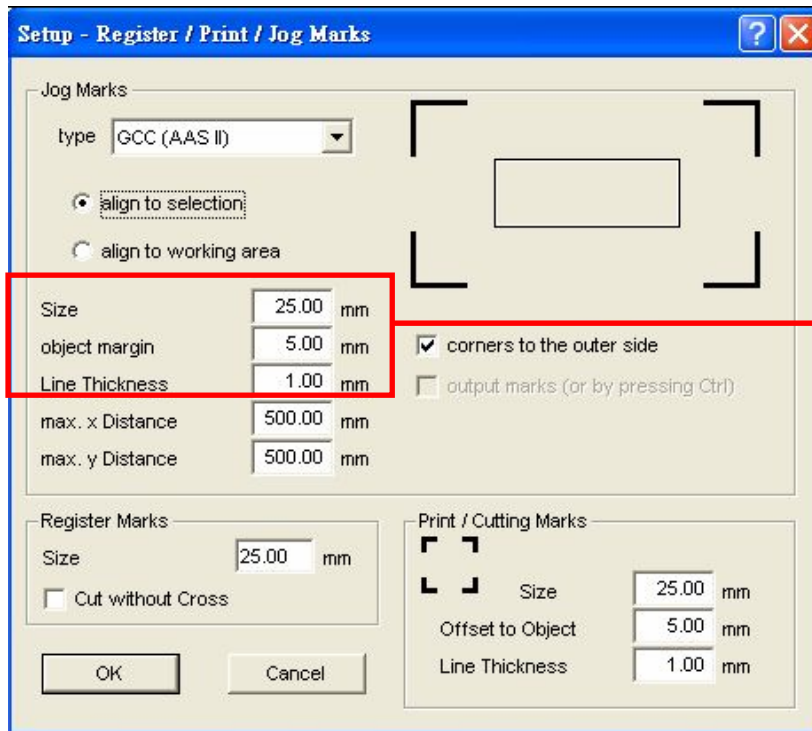 Setup - Register / Print / Jog Marks
Jog Marks
type GCC (AAS II)
align to selection
align to working area
Size 25.00 mm
object margin 5.00 mm
Line Thickness 1.00 mm
max. x Distance 500.00 mm
max. y Distance 500.00 mm
corners to the outer side
output marks (or by pressing Ctrl)
Register Marks
Size 25.00 mm
Cut without Cross
Print / Cutting Marks
Size 25.00 mm
Offset to Object 5.00 mm
Line Thickness 1.00 mm
OK
Cancel